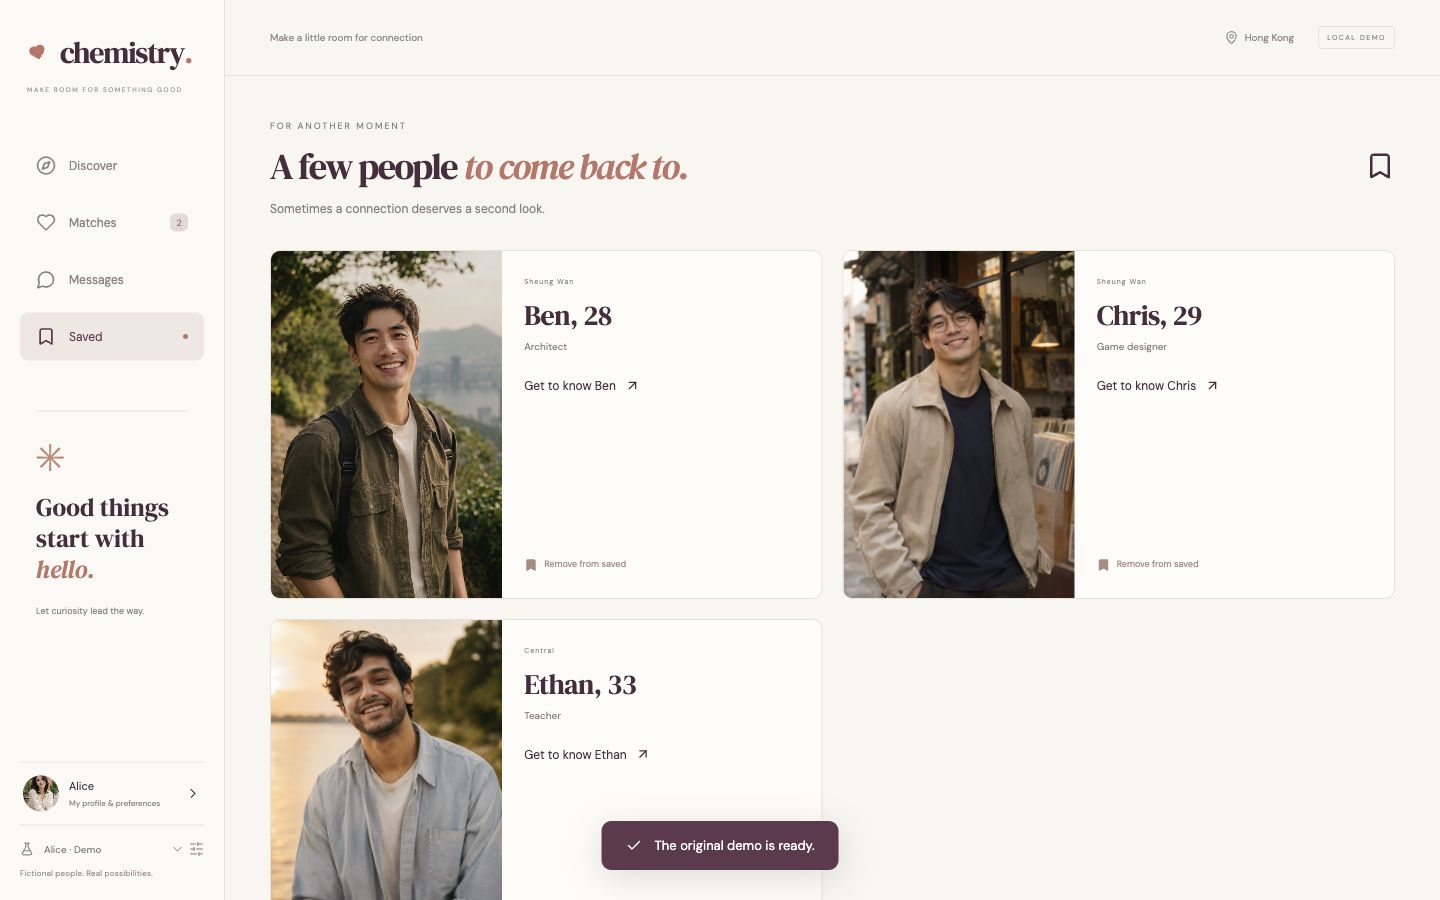 chemistry.
MAKE ROOM FOR SOMETHING GOOD
Discover
Matches 2
Messages
Saved
Good things
start with
hello.
Let curiosity lead the way.
Alice
My profile & preferences
Alice · Demo
Fictional people. Real possibilities.
Make a little room for connection
Hong Kong
LOCAL DEMO
FOR ANOTHER MOMENT
A few people to come back to.
Sometimes a connection deserves a second look.
Sheung Wan
Ben, 28
Architect
Get to know Ben
Remove from saved
Sheung Wan
Chris, 29
Game designer
Get to know Chris
Remove from saved
Central
Ethan, 33
Teacher
Get to know Ethan
The original demo is ready.